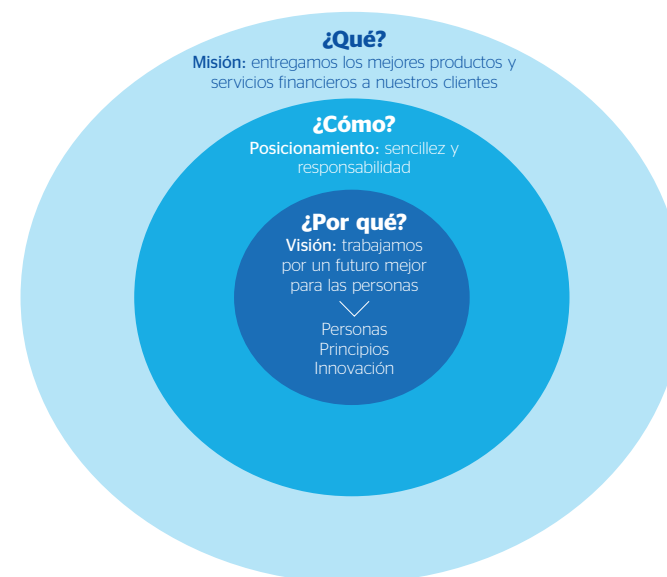 ¿Qué?
Misión: entregamos los mejores productos y
servicios financieros a nuestros clientes
¿Cómo?
Posicionamiento: sencillez y
responsabilidad
¿Por qué?
Visión: trabajamos
por un futuro mejor
para las personas
Personas
Principios
Innovación